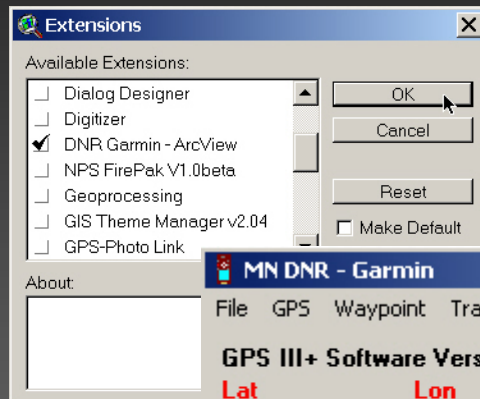 Extensions
Available Extensions:
Dialog Designer
Digitizer
DNR Garmin - ArcView
NPS FirePak V1.0beta
Geoprocessing
GIS Theme Manager v2.04
GPS-Photo Link
OK
Cancel
Reset
Make Default
About:
MN DNR - Garmin
File GPS Waypoint Tra
GPS III+ Software Vers
Lat Lon